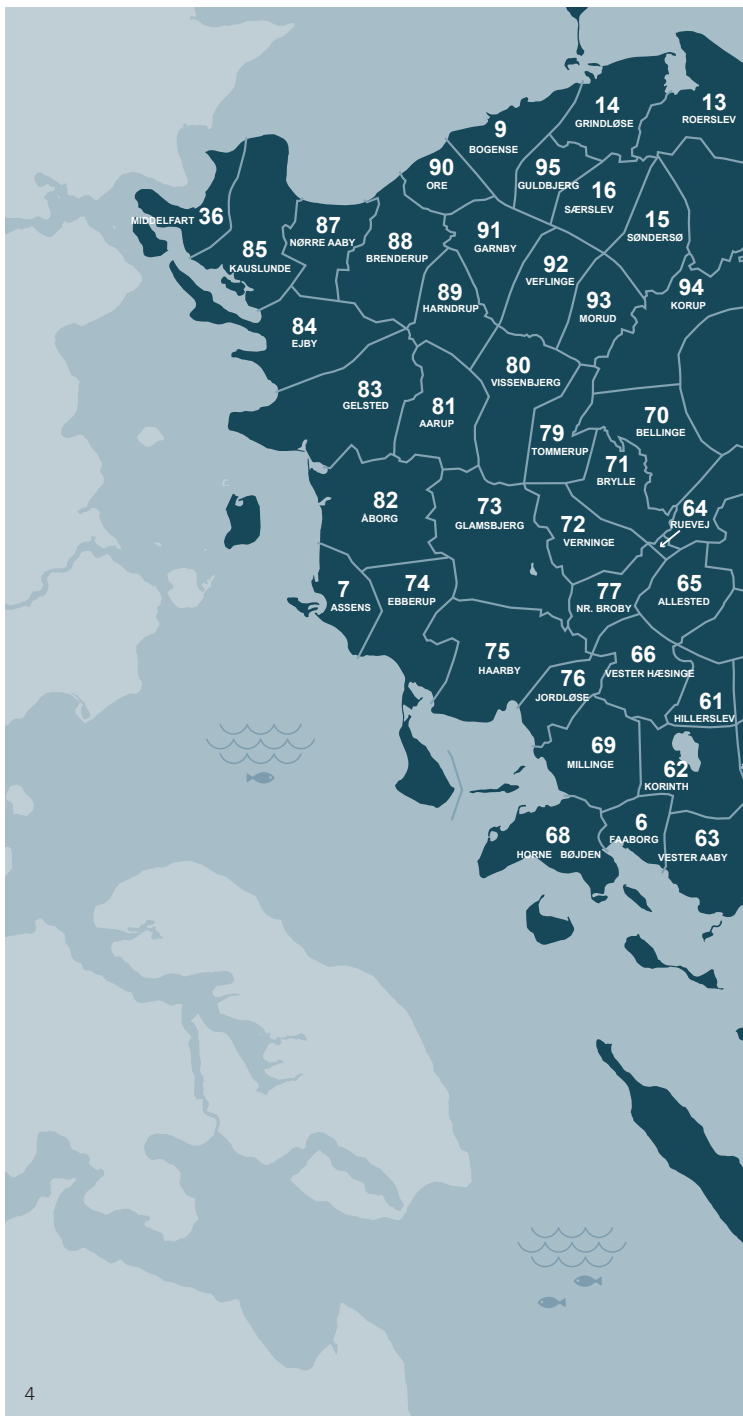 13
ROERSLEV
14
GRINDLØSE
9
BOGENSE
90
ORE
95
GULDBJERG
16
SÆRSLEV
15
SØNDERSØ
MIDDELFART 36
87
NØRRE AABY
85
KAUSLUNDE
88
BRENDERUP
91
GARNBY
92
VEFLINGE
94
KORUP
89
HARNDRUP
93
MORUD
84
EJBY
80
VISSENBJERG
83
GELSTED
81
AARUP
79
TOMMERUP
70
BELLINGE
71
BRYLLE
82
ÅBORG
73
GLAMSBJERG
72
VERNINGE
64
RUEVEJ
7
ASSENS
74
EBBERUP
77
NR. BROBY
65
ALLESTED
75
HAARBY
76
JORDLØSE
66
VESTER HÆSINGE
61
HILLERSLEV
69
MILLINGE
62
KORINTH
68
HORNE BØJDEN
6
FAABORG
63
VESTER AABY
4